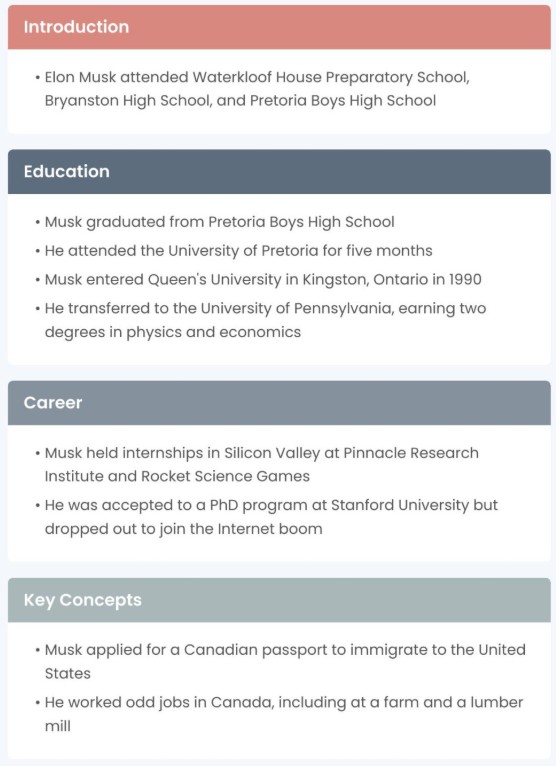 Introduction
• Elon Musk attended Waterkloof House Preparatory School,
Bryanston High School, and Pretoria Boys High School
Education
• Musk graduated from Pretoria Boys High School
• He attended the University of Pretoria for five months
• Musk entered Queen's University in Kingston, Ontario in 1990
• He transferred to the University of Pennsylvania, earning two
degrees in physics and economics
Career
• Musk held internships in Silicon Valley at Pinnacle Research
Institute and Rocket Science Games
• He was accepted to a PhD program at Stanford University but
dropped out to join the Internet boom
Key Concepts
• Musk applied for a Canadian passport to immigrate to the United
States
• He worked odd jobs in Canada, including at a farm and a lumber
mill